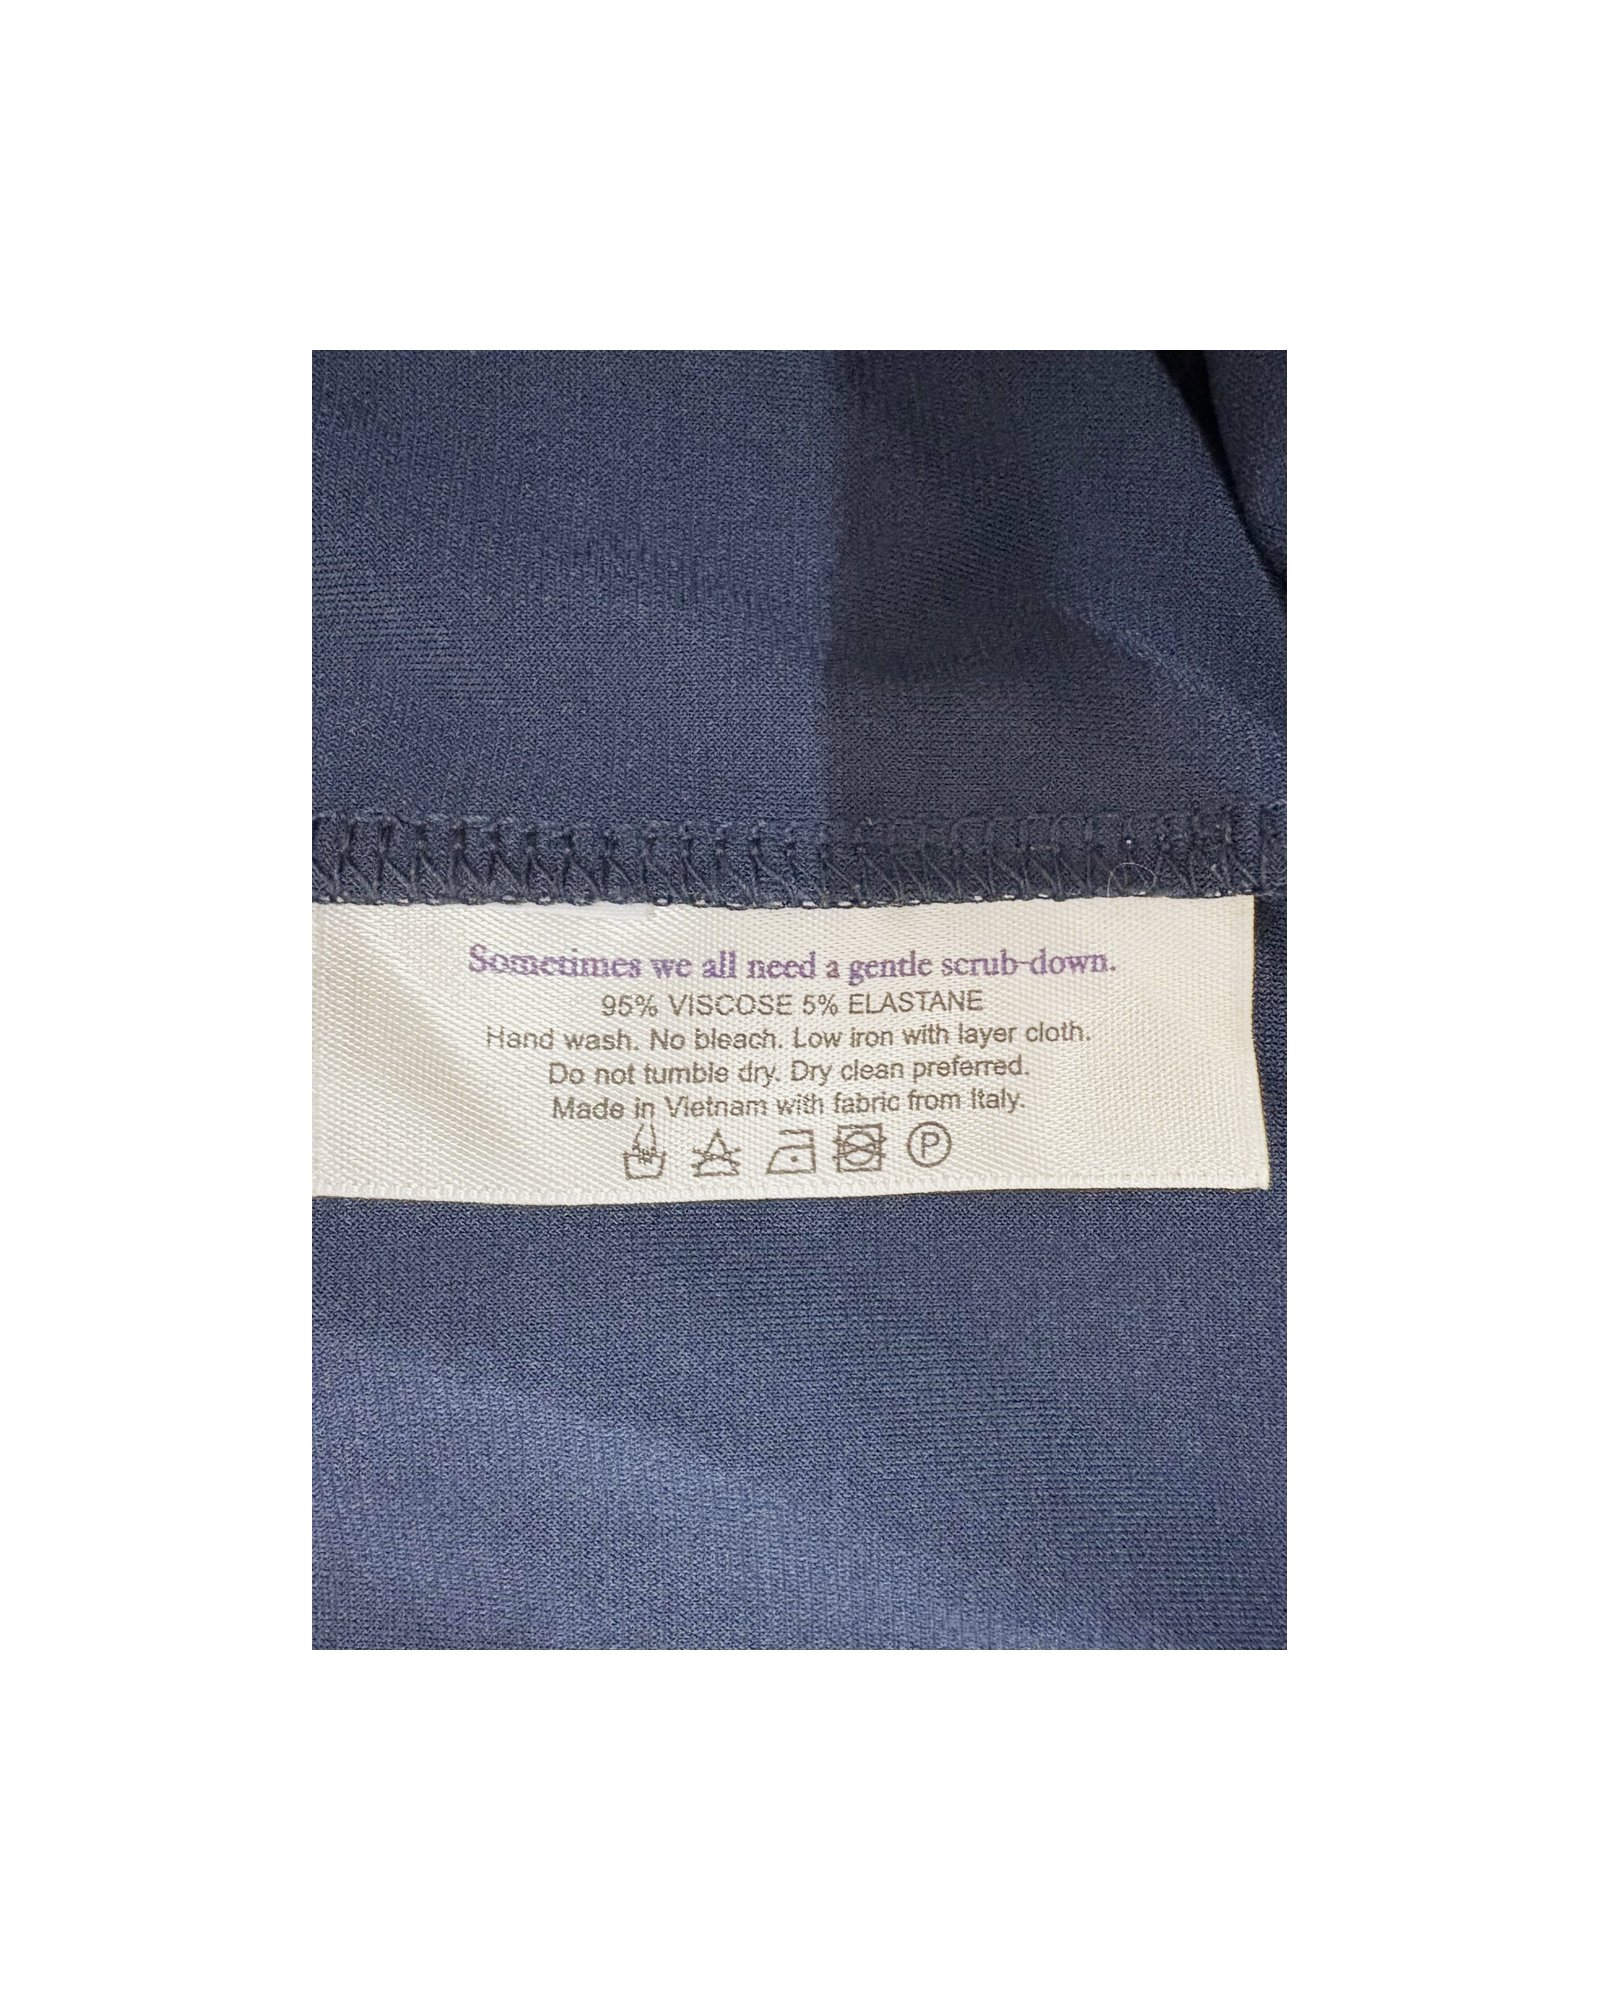 Sometimes we all need a gentle scrub-down.
95% VISCOSE 5% ELASTANE
Hand wash. No bleach. Low iron with layer cloth.
Do not tumble dry. Dry clean preferred.
Made in Vietnam with fabric from Italy.
P